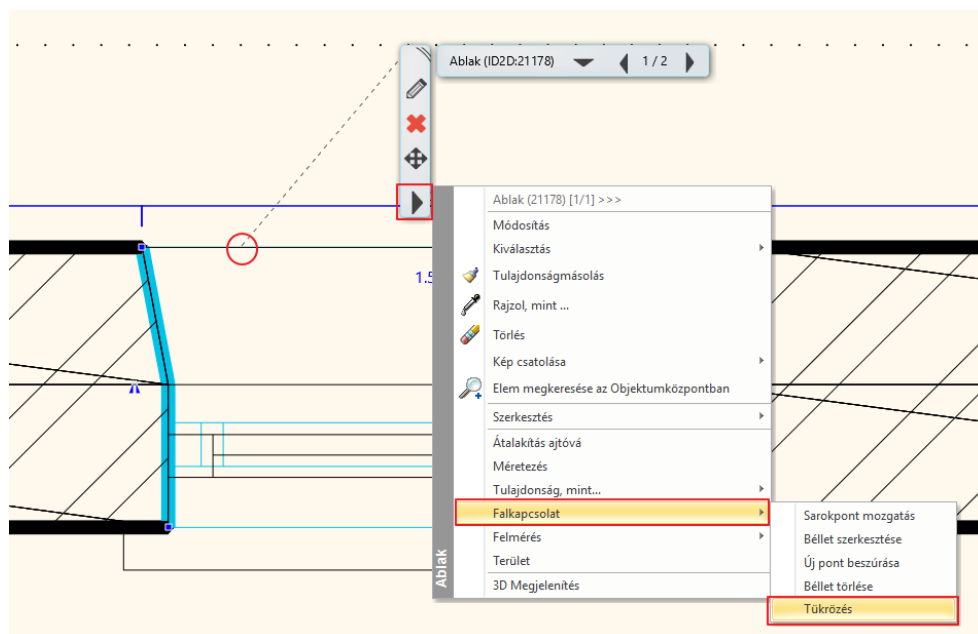 Ablak (ID2D:21178)
1 / 2
Ablak (21178) [1/1] >>>
Módosítás
Kiválasztás
1.5
Tulajdonságmásolás
Rajzol, mint ...
Törlés
Kép csatolása
Elem megkeresése az Objektumközpontban
Szerkesztés
Átalakítás ajtóvá
Méretezés
Tulajdonság, mint...
Falkapcsolat
Sarokpont mozgatás
Felmérés
Béllet szerkesztése
Terület
Új pont beszúrása
3D Megjelenítés
Béllet törlése
Tükrözés
Ablak